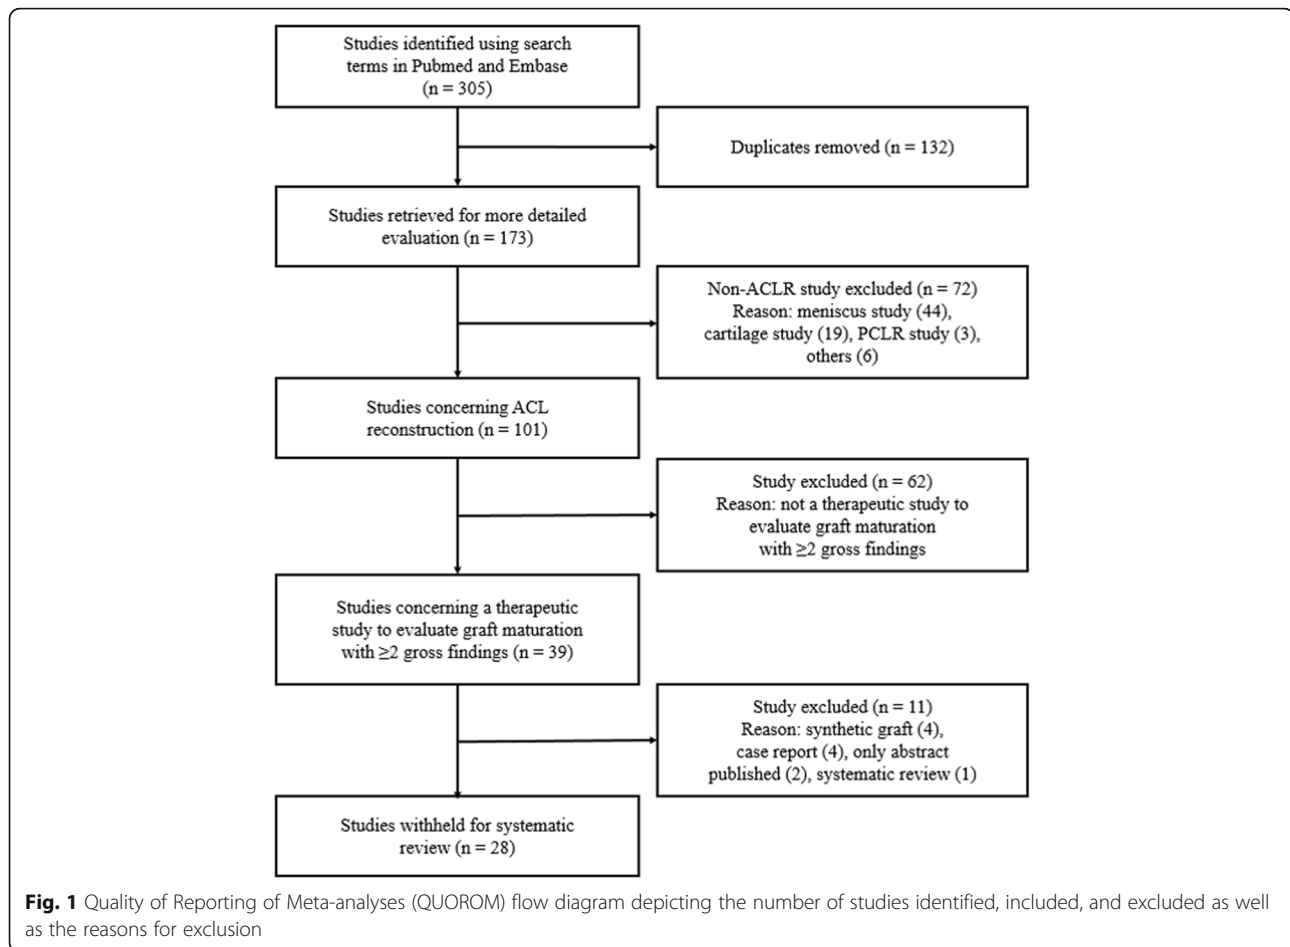 Studies identified using search
terms in Pubmed and Embase
(n = 305)
Duplicates removed (n = 132)
Studies retrieved for more detailed
evaluation (n = 173)
Non-ACLR study excluded (n = 72)
Reason: meniscus study (44),
cartilage study (19), PCLR study (3),
others (6)
Studies concerning ACL
reconstruction (n = 101)
Study excluded (n = 62)
Reason: not a therapeutic study to
evaluate graft maturation
with ≥2 gross findings
Studies concerning a therapeutic
study to evaluate graft maturation
with ≥2 gross findings (n = 39)
Study excluded (n = 11)
Reason: synthetic graft (4),
case report (4), only abstract
published (2), systematic review (1)
Studies withheld for systematic
review (n = 28)
Fig. 1 Quality of Reporting of Meta-analyses (QUOROM) flow diagram depicting the number of studies identified, included, and excluded as well
as the reasons for exclusion